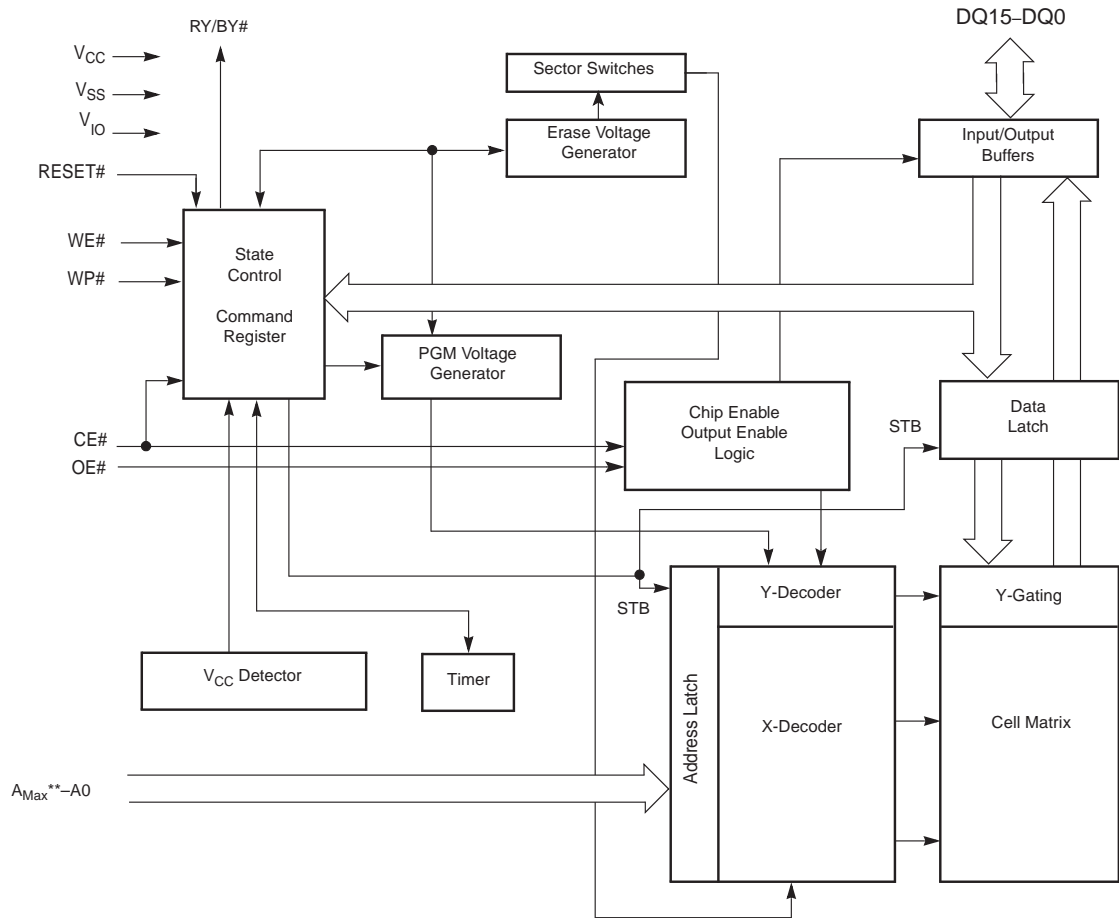 RY/BY#
DQ15–DQ0
VCC
VSS
VIO
RESET#
WE#
WP#
CE#
OE#
Sector Switches
Erase Voltage
Generator
Input/Output
Buffers
State
Control
Command
Register
PGM Voltage
Generator
Chip Enable
Output Enable
Logic
STB
Data
Latch
STB
Y-Decoder
Y-Gating
VCC Detector
Timer
Address Latch
X-Decoder
Cell Matrix
AMax**–A0